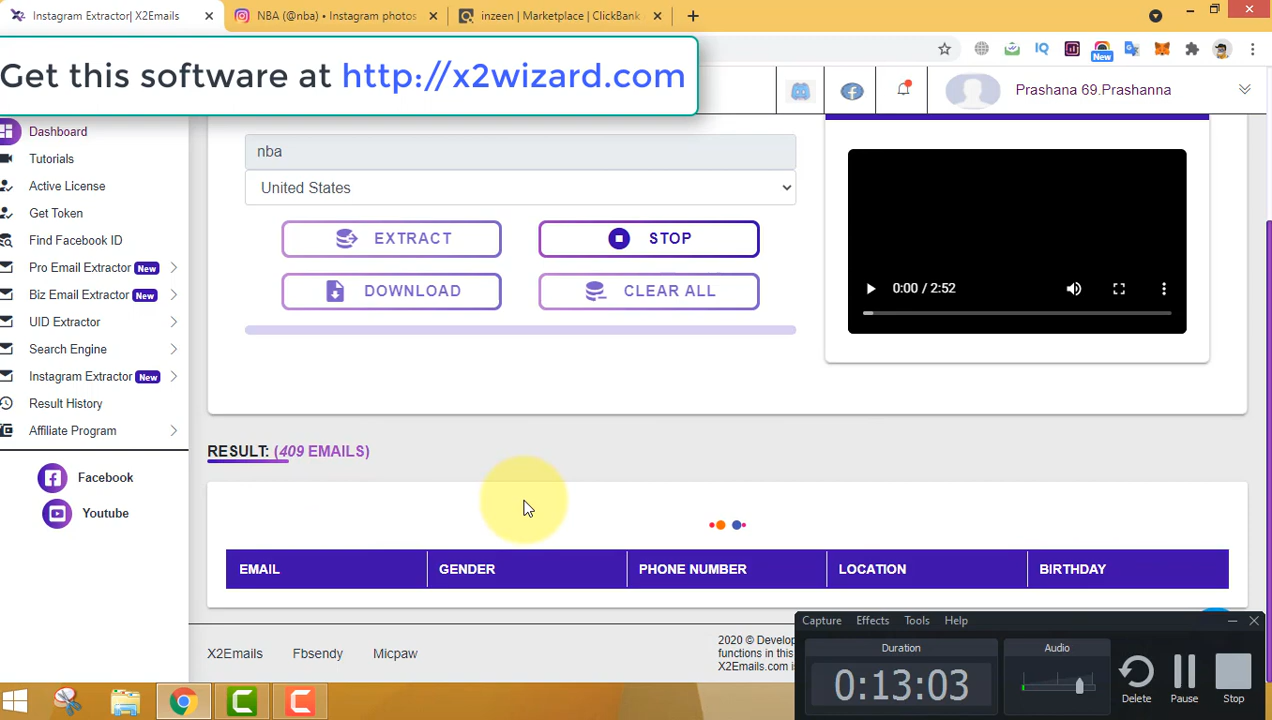 Instagram Extractor| X2Emails
NBA (@nba) • Instagram photos
inzeen | Marketplace | ClickBank
Get this software at http://x2wizard.com
IQ
New
Prashana 69.Prashanna
Dashboard
Tutorials
Active License
Get Token
Find Facebook ID
Pro Email Extractor New
Biz Email Extractor New
UID Extractor
Search Engine
Instagram Extractor New
Result History
Affiliate Program
Facebook
Youtube
nba
United States
EXTRACT
STOP
DOWNLOAD
CLEAR ALL
0:00 / 2:52
RESULT: (409 EMAILS)
EMAIL GENDER PHONE NUMBER LOCATION BIRTHDAY
X2Emails Fbsendy Micpaw
2020 © Develop
functions in this
X2Emails.com is
Capture Effects Tools Help
Duration
0:13:03
Audio
Delete Pause Stop